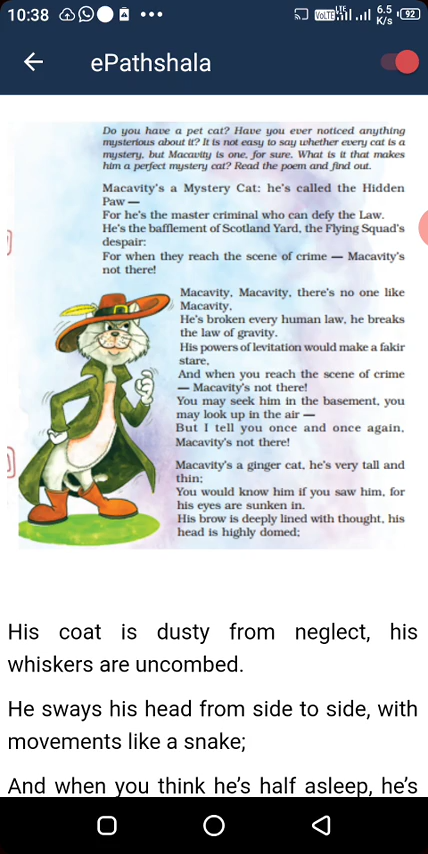 10:38
VoLTE LTE 6.5 K/s 92
ePathshala
Do you have a pet cat? Have you ever noticed anything
mysterious about it? It is not easy to say whether every cat is a
mystery, but Macavity is one, for sure. What is it that makes
him a perfect mystery cat? Read the poem and find out.
Macavity's a Mystery Cat: he's called the Hidden
Paw —
For he's the master criminal who can defy the Law.
He's the bafflement of Scotland Yard, the Flying Squad's
despair:
For when they reach the scene of crime — Macavity's
not there!
Macavity, Macavity, there's no one like
Macavity,
He's broken every human law, he breaks
the law of gravity.
His powers of levitation would make a fakir
stare,
And when you reach the scene of crime
— Macavity's not there!
You may seek him in the basement, you
may look up in the air —
But I tell you once and once again,
Macavity's not there!
Macavity's a ginger cat, he's very tall and
thin;
You would know him if you saw him, for
his eyes are sunken in.
His brow is deeply lined with thought, his
head is highly domed;
His coat is dusty from neglect, his
whiskers are uncombed.
He sways his head from side to side, with
movements like a snake;
And when you think he's half asleep, he's